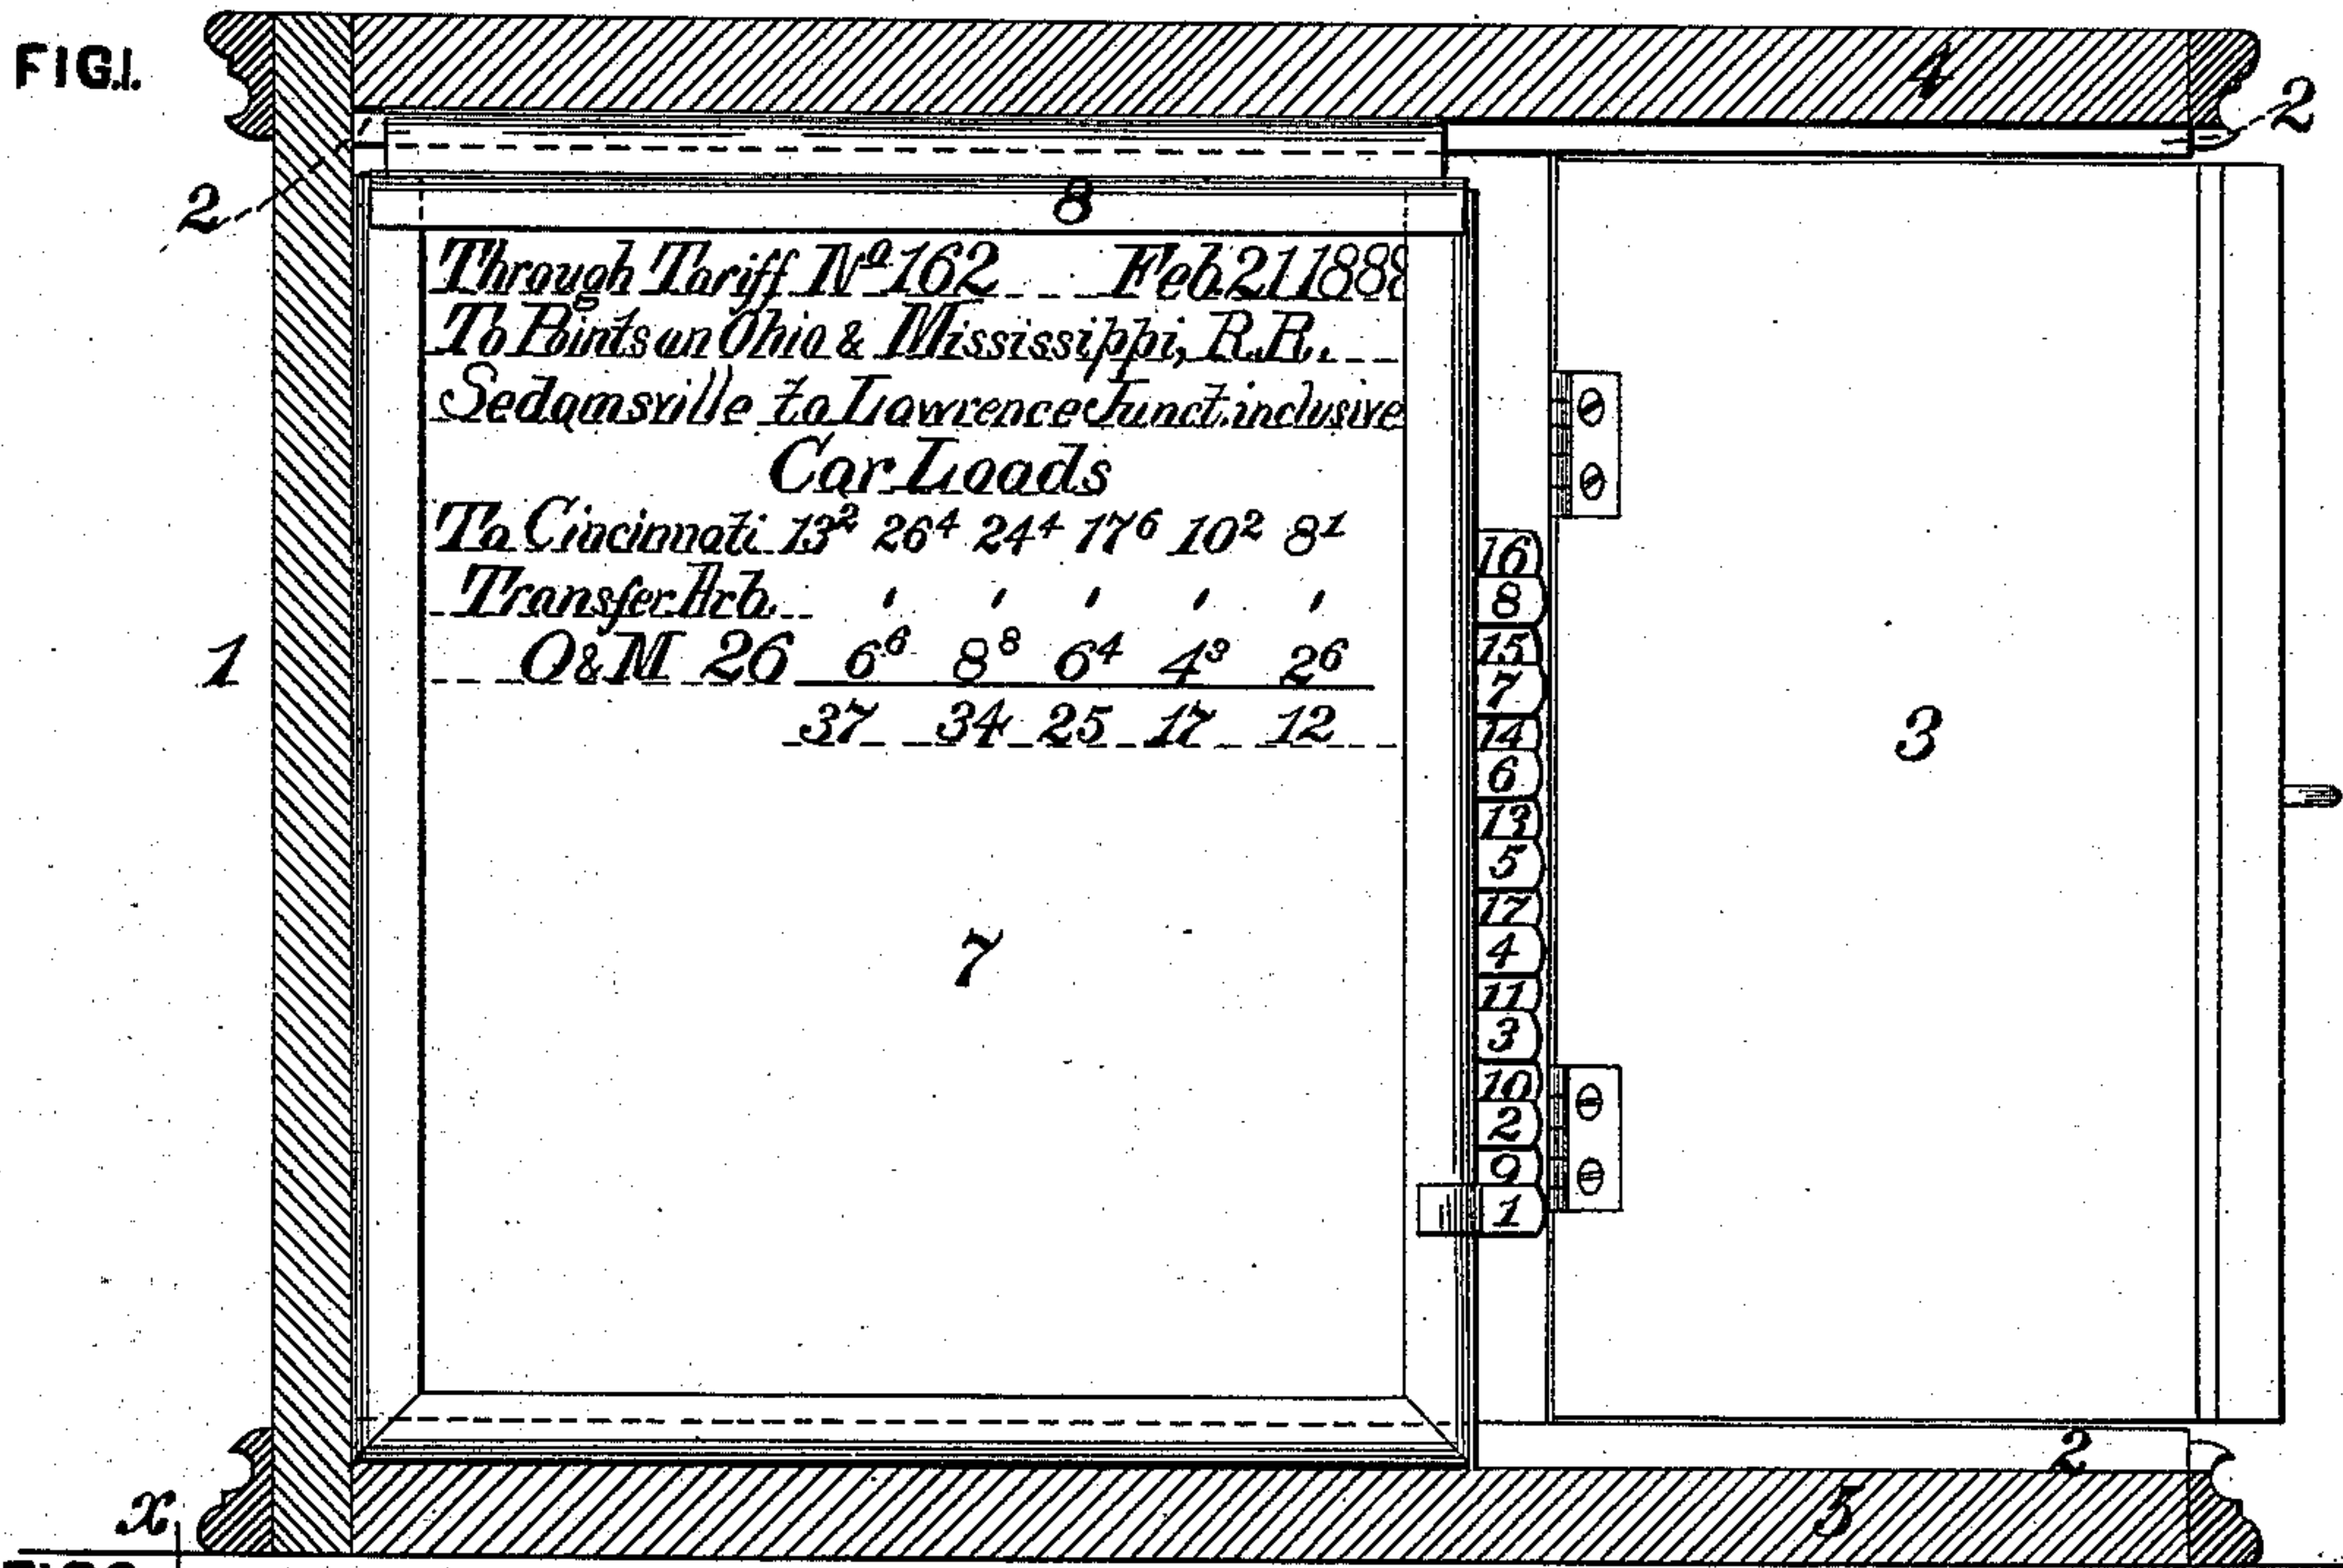 FIG.1.
4
2
2
8
Through Tariff No 162 Feb. 21 1888
To Points on Ohio & Mississippi, R.R.
Sedamsville to Lawrence Junct. inclusive
Car Loads
To Cincinnati 13² 26⁴ 24⁴ 17⁶ 10² 8¹
Transfer Arb. ' ' ' ' '
O & M 26 6⁶ 8⁸ 6⁴ 4³ 2⁶
37 34 25 17 12
1
7
16
8
15
7
14
6
13
5
17
4
11
3
10
2
9
1
3
2
5
x